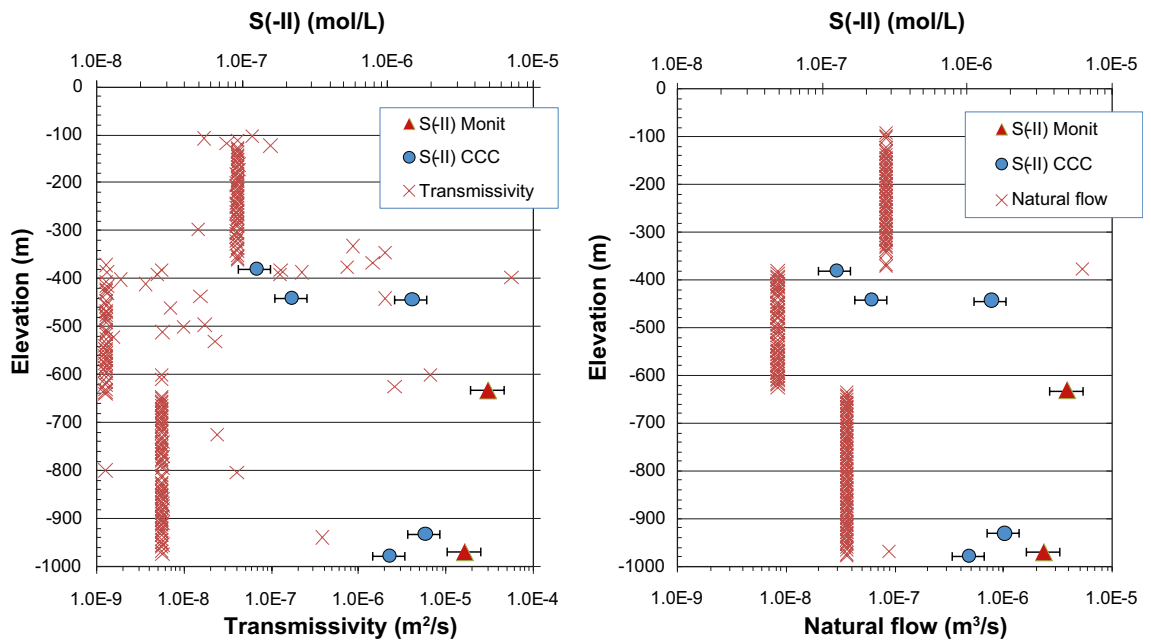 S(-II) (mol/L)
1.0E-8 1.0E-7 1.0E-6 1.0E-5
0
-100
-200
-300
-400
-500
-600
-700
-800
-900
-1000
Elevation (m)
S(-II) Monit
S(-II) CCC
Transmissivity
1.0E-9 1.0E-8 1.0E-7 1.0E-6 1.0E-5 1.0E-4
Transmissivity (m²/s)
S(-II) (mol/L)
1.0E-8 1.0E-7 1.0E-6 1.0E-5
0
-100
-200
-300
-400
-500
-600
-700
-800
-900
-1000
Elevation (m)
S(-II) Monit
S(-II) CCC
Natural flow
1.0E-9 1.0E-8 1.0E-7 1.0E-6 1.0E-5
Natural flow (m³/s)